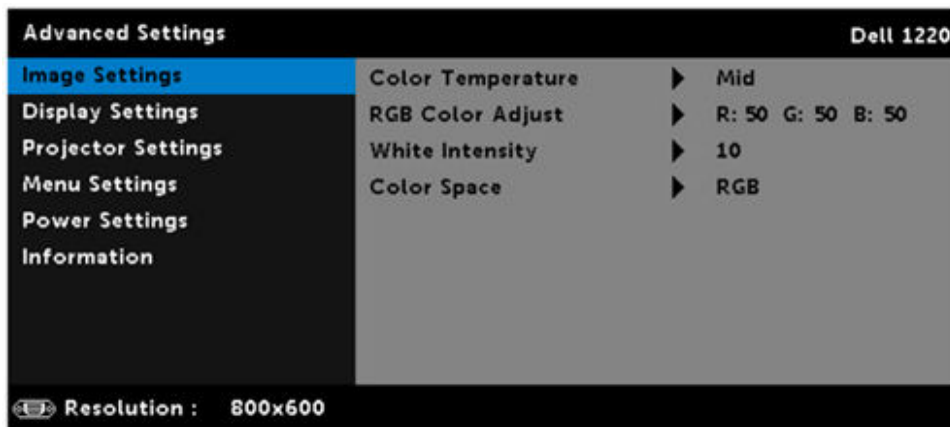 Advanced Settings Dell 1220
Image Settings
Display Settings
Projector Settings
Menu Settings
Power Settings
Information
Color Temperature Mid
RGB Color Adjust R: 50 G: 50 B: 50
White Intensity 10
Color Space RGB
Resolution : 800x600